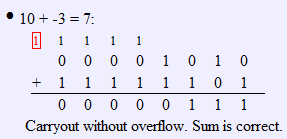 • 10 + -3 = 7:
1 1 1 1 1
0 0 0 0 1 0 1 0
+ 1 1 1 1 1 1 0 1
0 0 0 0 0 1 1 1
Carryout without overflow. Sum is correct.